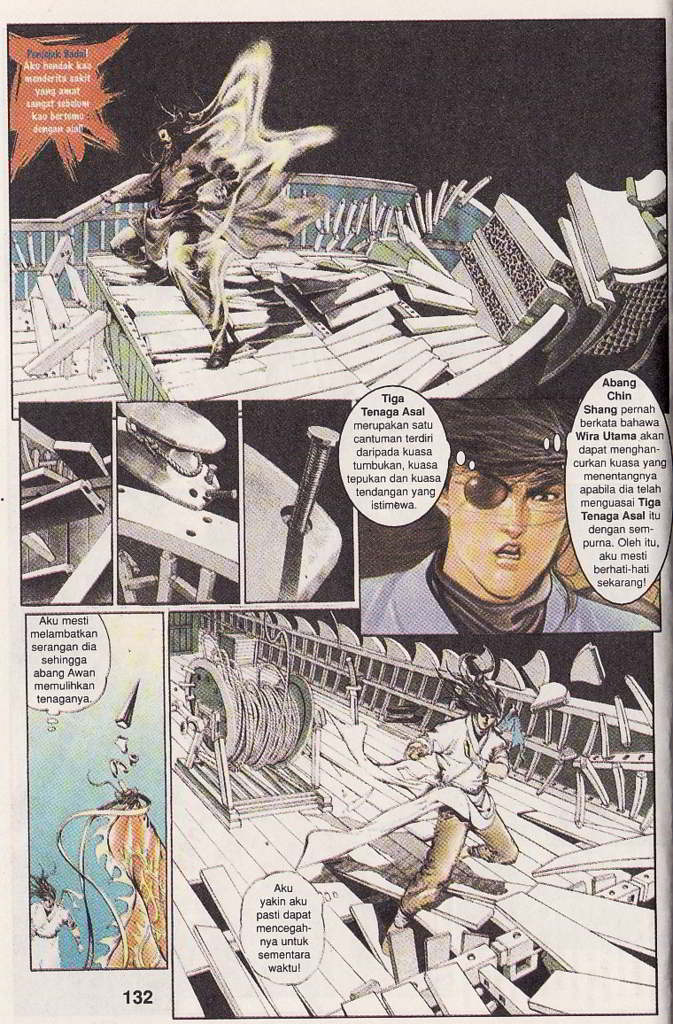 Penjejak Badai
Aku hendak kau
menderita sakit
yang amat
sangat sebelum
kau bertemu
dengan ajal!
Tiga
Tenaga Asal
merupakan satu
cantuman terdiri
daripada kuasa
tumbukan, kuasa
tepukan dan kuasa
tendangan yang
istimewa.
Abang
Chin
Shang pernah
berkata bahawa
Wira Utama akan
dapat menghan-
curkan kuasa yang
menentangnya
apabila dia telah
menguasai Tiga
Tenaga Asal itu
dengan sem-
purna. Oleh itu,
aku mesti
berhati-hati
sekarang!
Aku mesti
melambatkan
serangan dia
sehingga
abang Awan
memulihkan
tenaganya.
Aku
yakin aku
pasti dapat
mencegah-
nya untuk
sementara
waktu!
132